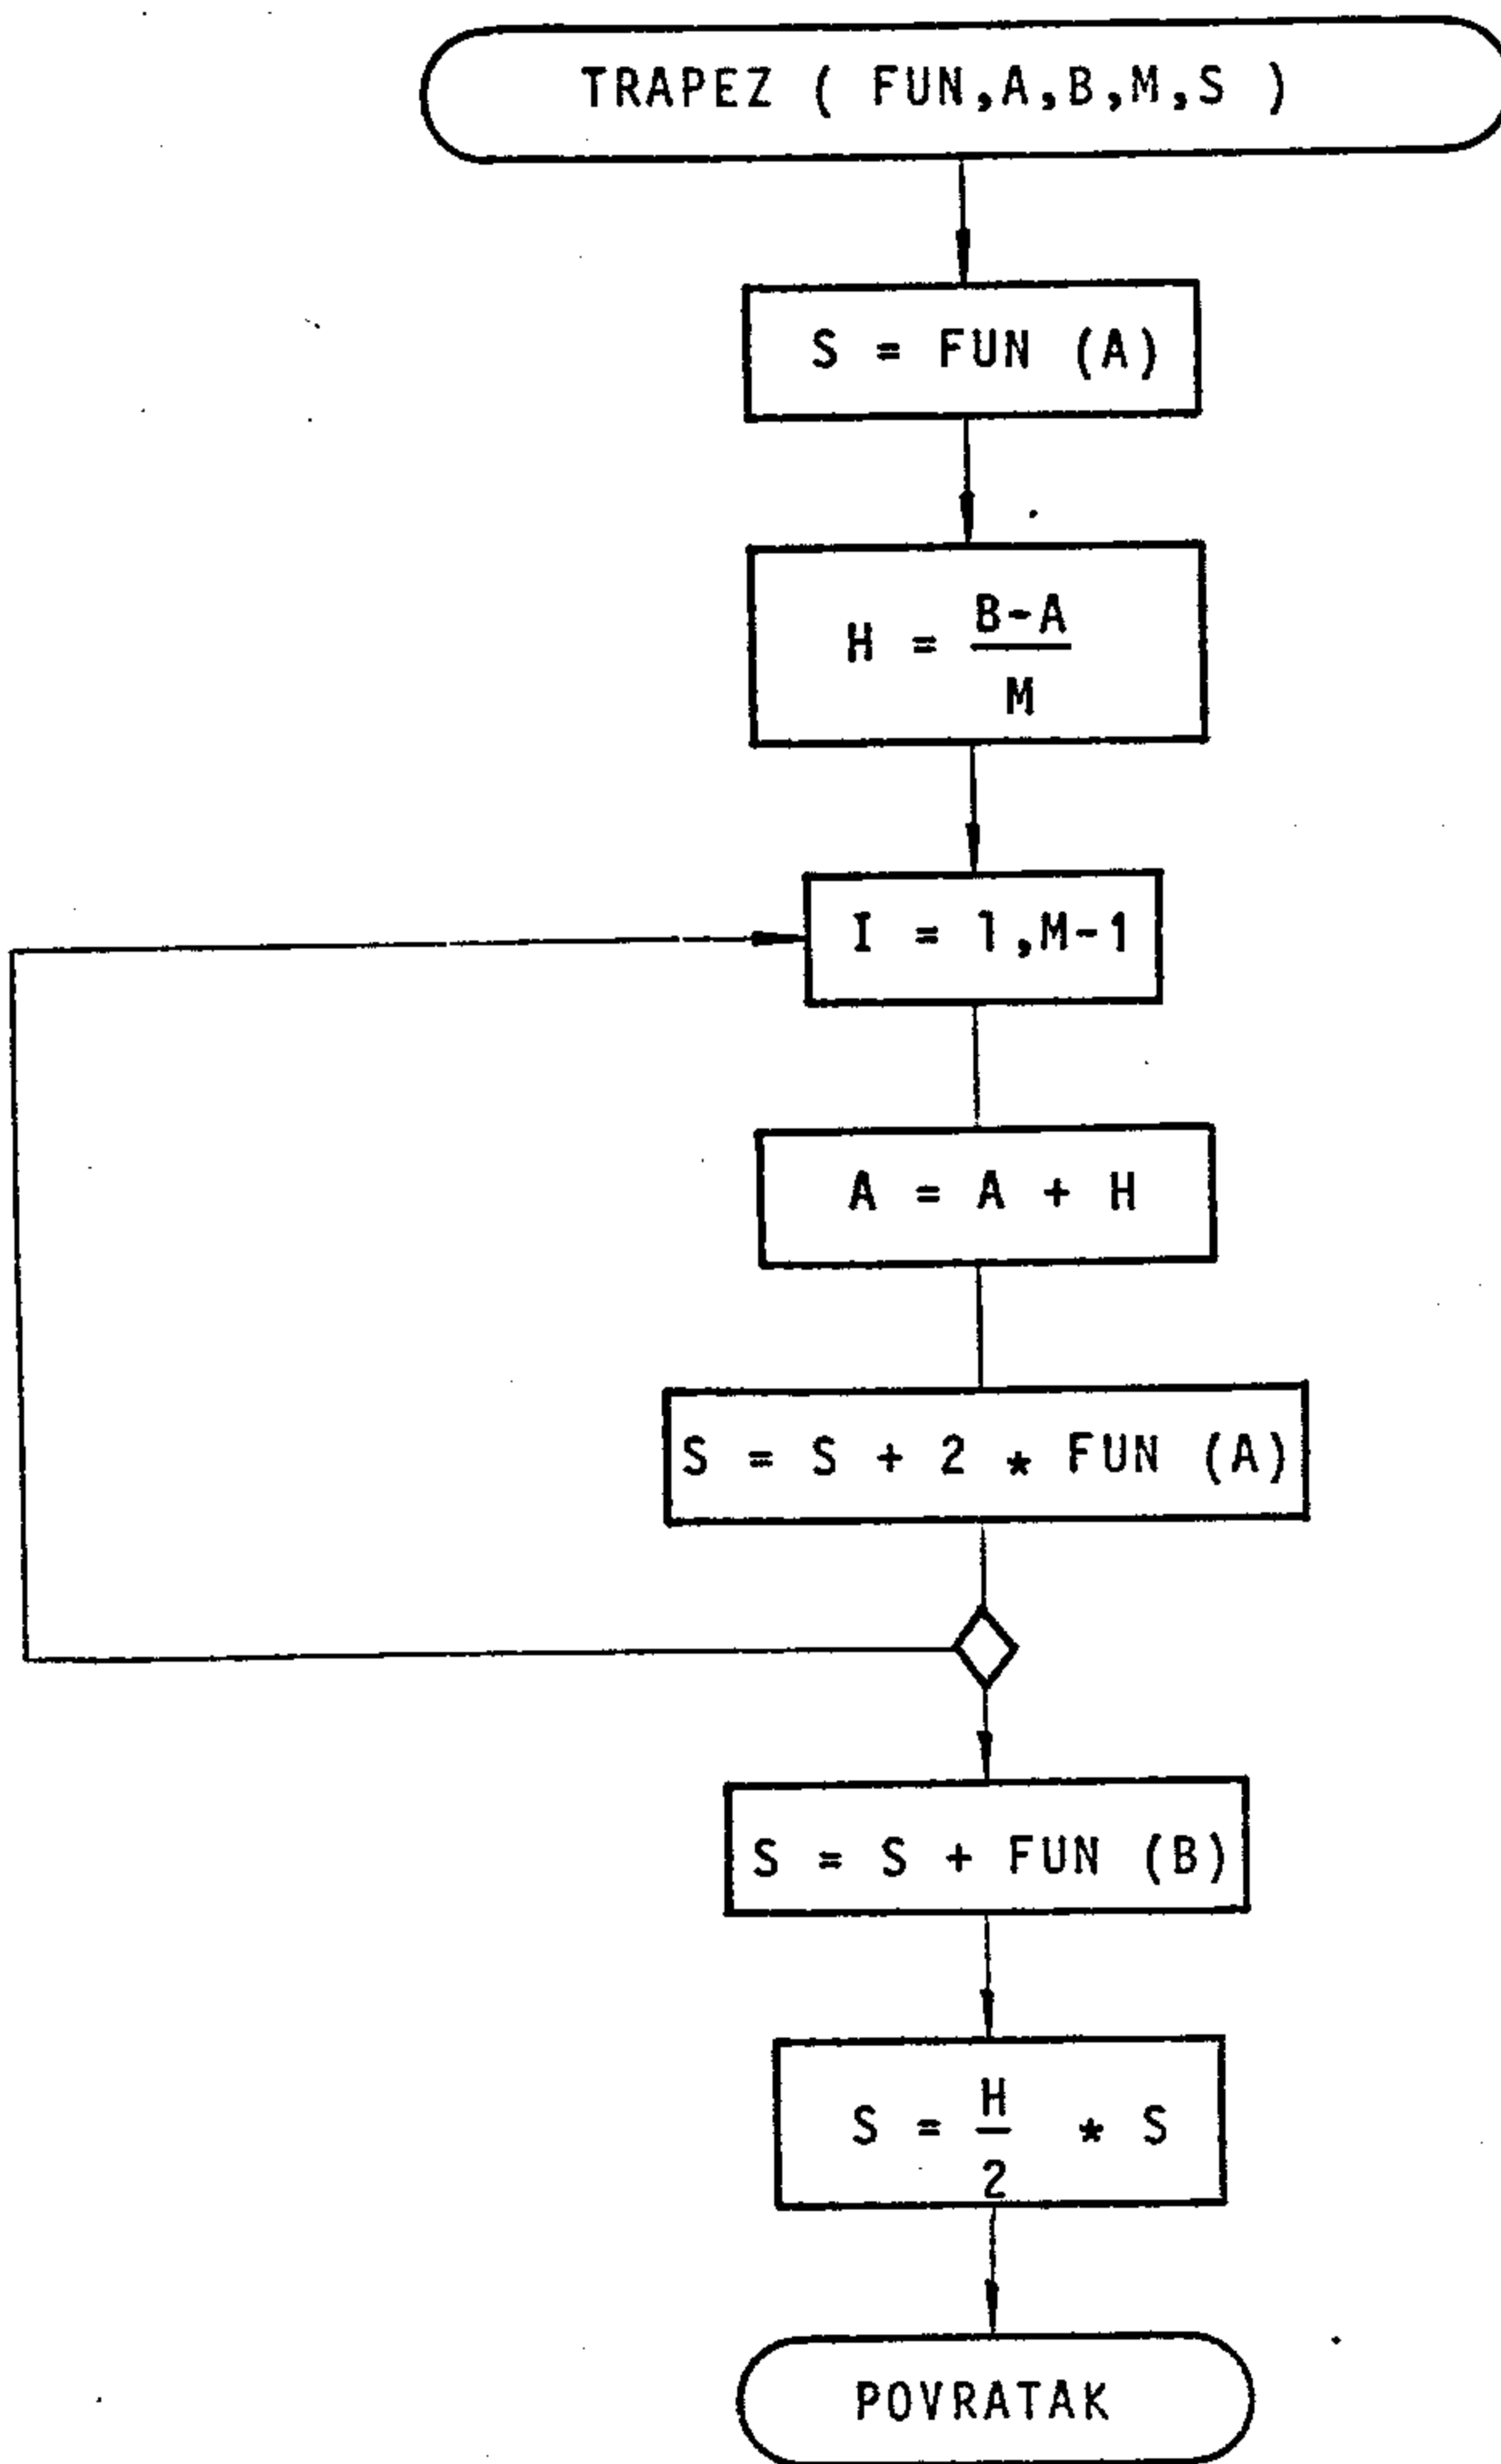 TRAPEZ ( FUN,A,B,M,S )
S = FUN (A)
H = B-A
M
I = 1,M-1
A = A + H
S = S + 2 * FUN (A)
S = S + FUN (B)
S = H * S
2
POVRATAK